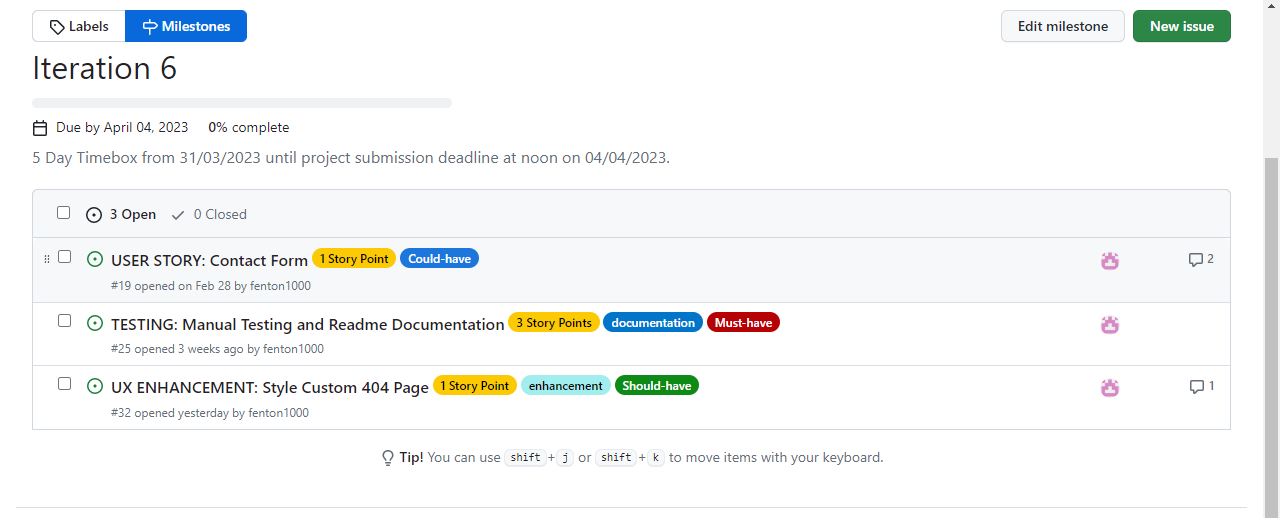 Labels Milestones Edit milestone New issue
Iteration 6
Due by April 04, 2023 0% complete
5 Day Timebox from 31/03/2023 until project submission deadline at noon on 04/04/2023.
3 Open 0 Closed
USER STORY: Contact Form 1 Story Point Could-have 2
#19 opened on Feb 28 by fenton1000
TESTING: Manual Testing and Readme Documentation 3 Story Points documentation Must-have
#25 opened 3 weeks ago by fenton1000
UX ENHANCEMENT: Style Custom 404 Page 1 Story Point enhancement Should-have 1
#32 opened yesterday by fenton1000
Tip! You can use shift+j or shift+k to move items with your keyboard.